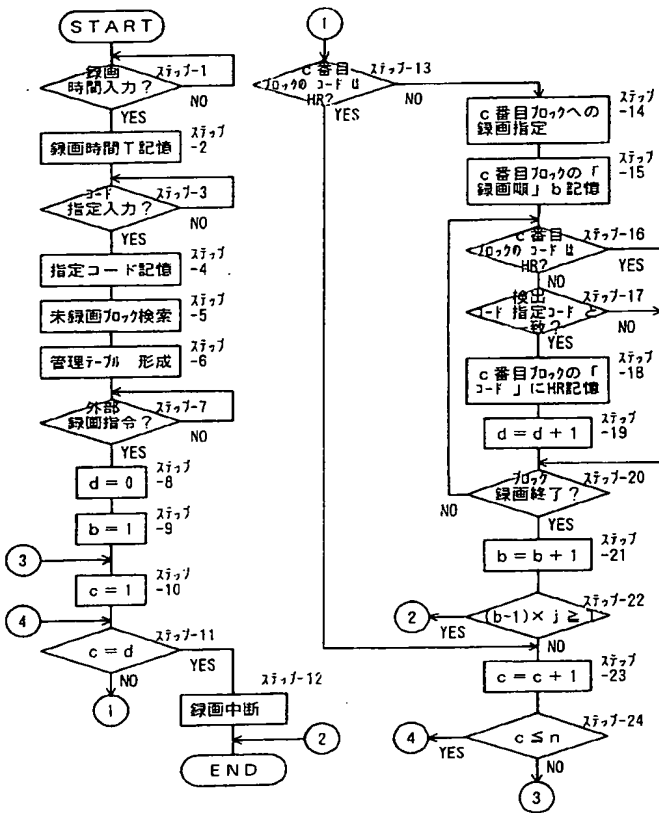 START
録画
時間入力?
ステップ-1
NO
YES
録画時間T記憶
ステップ
-2
コード
指定入力?
ステップ-3
NO
YES
指定コード記憶
ステップ
-4
未録画ブロック検索
ステップ
-5
管理テーブル 形成
ステップ
-6
外部
録画指令?
ステップ-7
NO
YES
d=0
ステップ
-8
b=1
ステップ
-9
3
c=1
ステップ
-10
4
c=d
ステップ-11
YES
NO
1
ステップ-12
録画中断
2
END
1
c番目
ブロックのコードは
HR?
ステップ-13
NO
YES
c番目ブロックへの
録画指定
ステップ
-14
c番目ブロックの「
録画順」b記憶
ステップ
-15
c番目
ブロックのコードは
HR?
ステップ-16
YES
NO
検出
コード指定コードと
一致?
ステップ-17
NO
YES
c番目ブロックの「
コード」にHR記憶
ステップ
-18
d=d+1
ステップ
-19
ブロック
録画終了?
ステップ-20
NO
YES
b=b+1
ステップ
-21
(b-1)×j≧T
ステップ-22
2
YES
NO
c=c+1
ステップ
-23
c≦n
ステップ-24
4
YES
NO
3